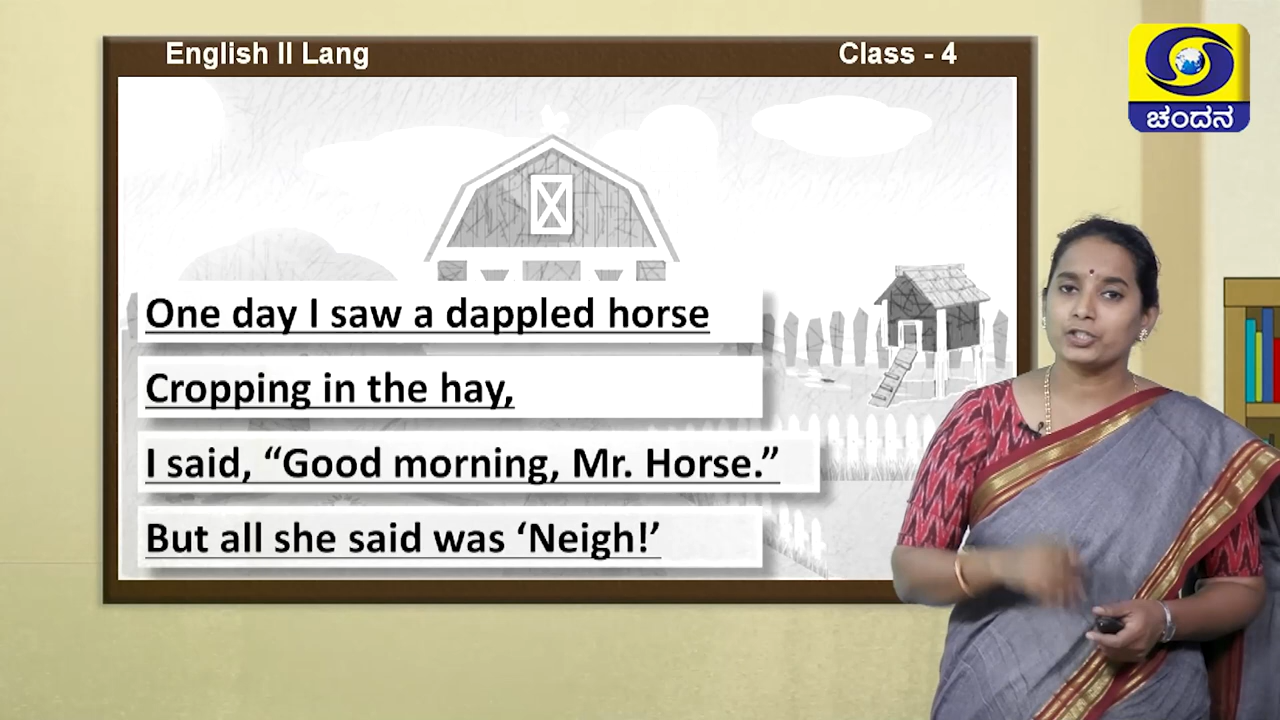 English II Lang
Class - 4
ಚಂದನ
One day I saw a dappled horse
Cropping in the hay,
I said, “Good morning, Mr. Horse.”
But all she said was ‘Neigh!’